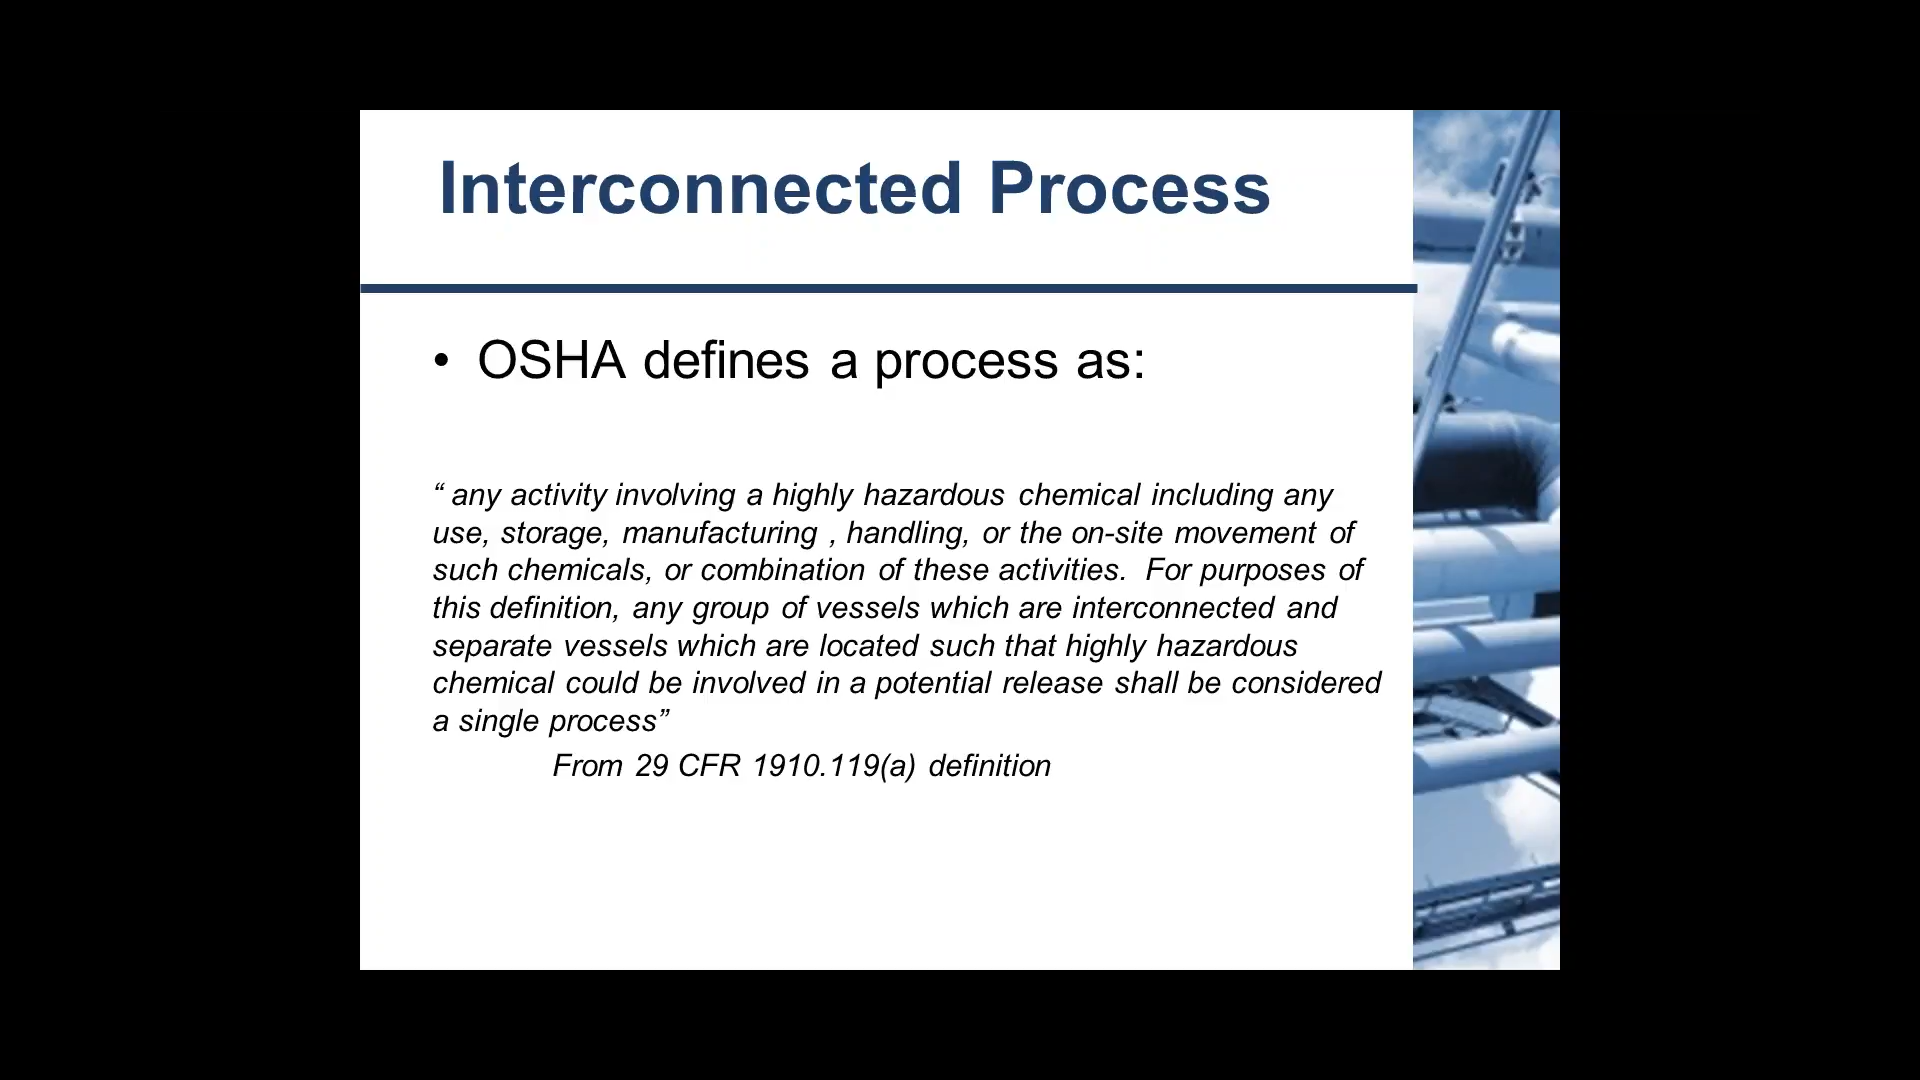 Interconnected Process
• OSHA defines a process as:
“ any activity involving a highly hazardous chemical including any
use, storage, manufacturing , handling, or the on-site movement of
such chemicals, or combination of these activities.  For purposes of
this definition, any group of vessels which are interconnected and
separate vessels which are located such that highly hazardous
chemical could be involved in a potential release shall be considered
a single process”
From 29 CFR 1910.119(a) definition